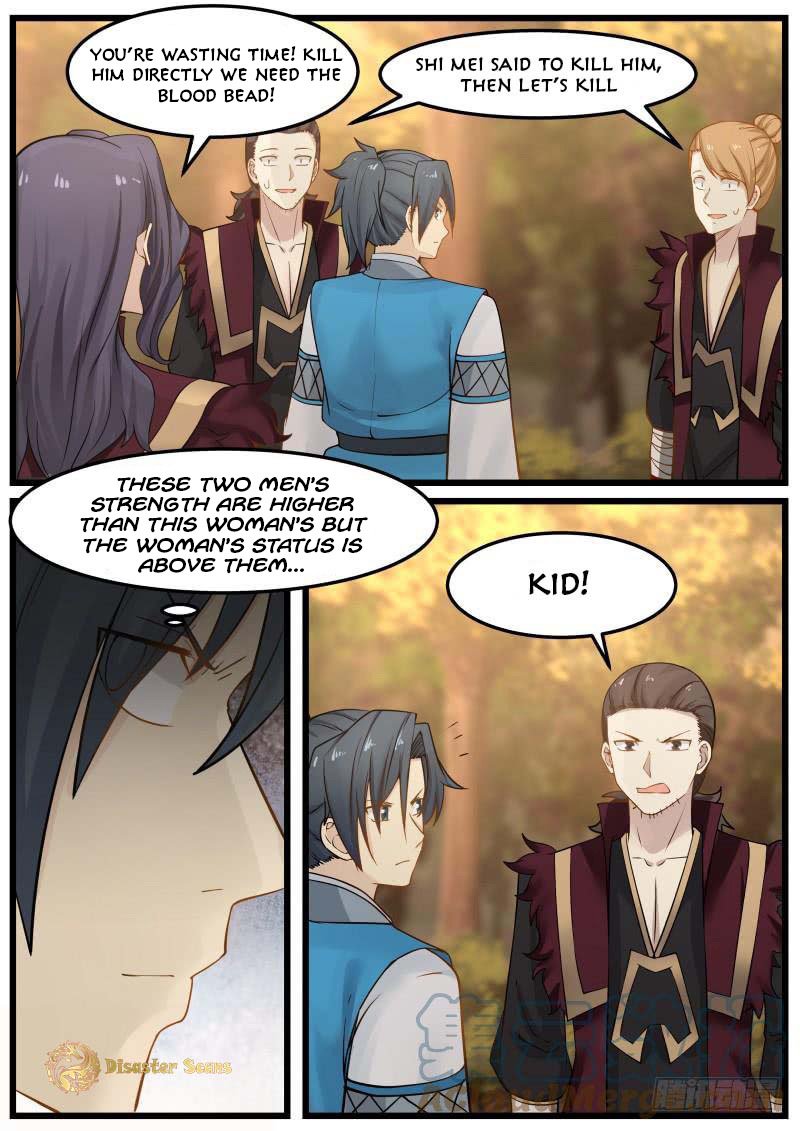 YOU'RE WASTING TIME! KILL
HIM DIRECTLY WE NEED THE
BLOOD BEAD!
SHI MEI SAID TO KILL HIM,
THEN LET'S KILL
THESE TWO MEN'S
STRENGTH ARE HIGHER
THAN THIS WOMAN'S BUT
THE WOMAN'S STATUS IS
ABOVE THEM...
KID!
Disaster Scans